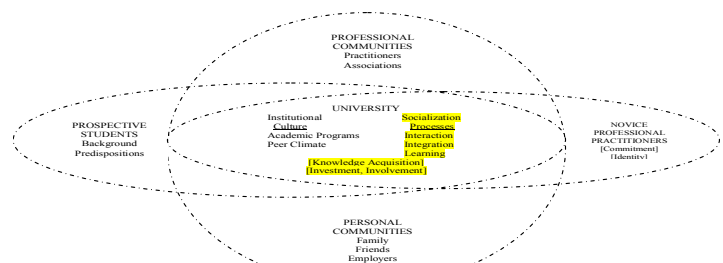 PROFESSIONAL
COMMUNITIES
Practitioners
Associations
PROSPECTIVE
STUDENTS
Background
Predispositions
UNIVERSITY
Institutional
Culture
Academic Programs
Peer Climate
Socialization
Processes
Interaction
Integration
Learning
[Knowledge Acquisition]
[Investment, Involvement]
NOVICE
PROFESSIONAL
PRACTITIONERS
[Commitment]
[Identity]
PERSONAL
COMMUNITIES
Family
Friends
Employers